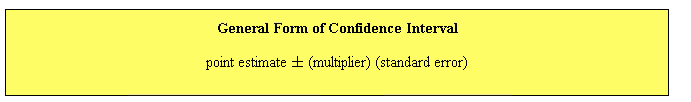 General Form of Confidence Interval
point estimate ± (multiplier) (standard error)